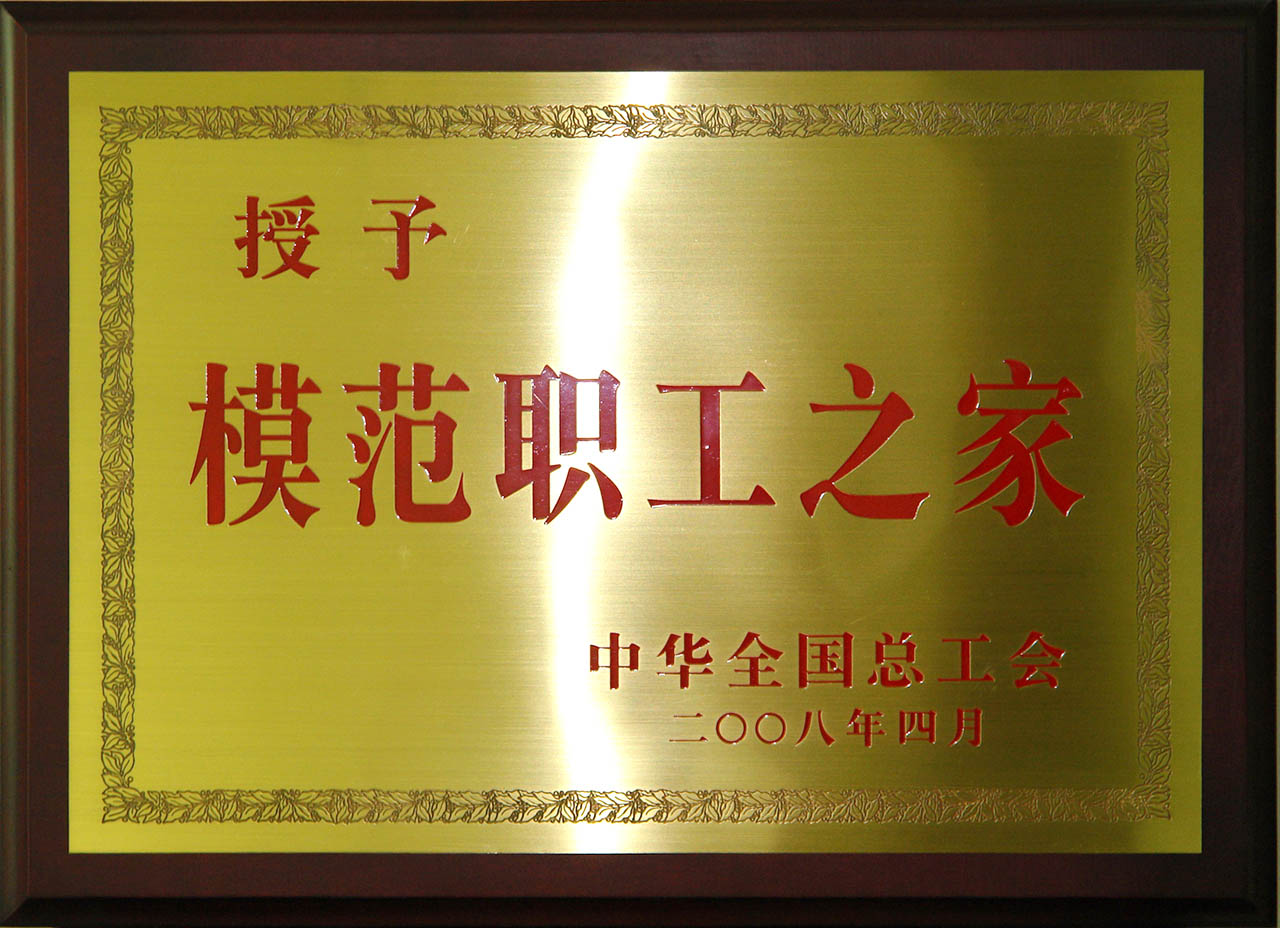 授予
模范职工之家
中华全国总工会
二〇〇八年四月